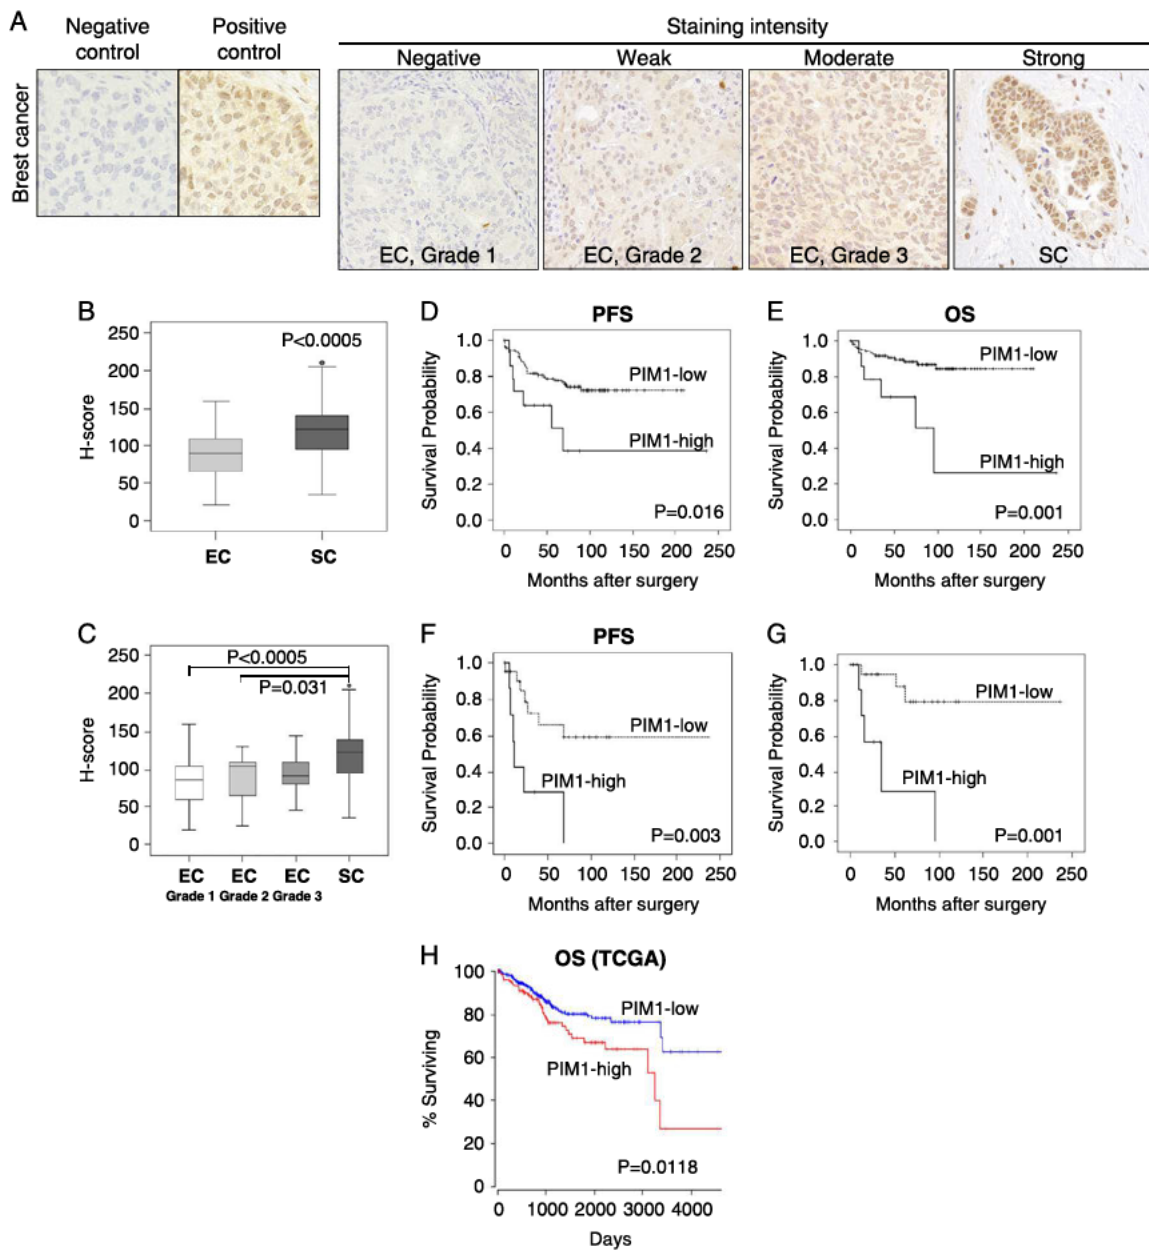 A
Negative
control
Positive
control
Staining intensity
Negative
Weak
Moderate
Strong
Brest cancer
EC, Grade 1
EC, Grade 2
EC, Grade 3
SC
B
250
200
150
100
50
0
H-score
P<0.0005
EC
SC
D
PFS
1.0
0.8
0.6
0.4
0.2
0.0
Survival Probability
PIM1-low
PIM1-high
P=0.016
0 50 100 150 200 250
Months after surgery
E
OS
1.0
0.8
0.6
0.4
0.2
0.0
Survival Probability
PIM1-low
PIM1-high
P=0.001
0 50 100 150 200 250
Months after surgery
C
250
200
150
100
50
0
H-score
P<0.0005
P=0.031
EC EC EC SC
Grade 1 Grade 2 Grade 3
F
PFS
1.0
0.8
0.6
0.4
0.2
0.0
Survival Probability
PIM1-low
PIM1-high
P=0.003
0 50 100 150 200 250
Months after surgery
G
1.0
0.8
0.6
0.4
0.2
0.0
Survival Probability
PIM1-low
PIM1-high
P=0.001
0 50 100 150 200 250
Months after surgery
H
OS (TCGA)
100
80
60
40
20
0
% Surviving
PIM1-low
PIM1-high
P=0.0118
0 1000 2000 3000 4000
Days